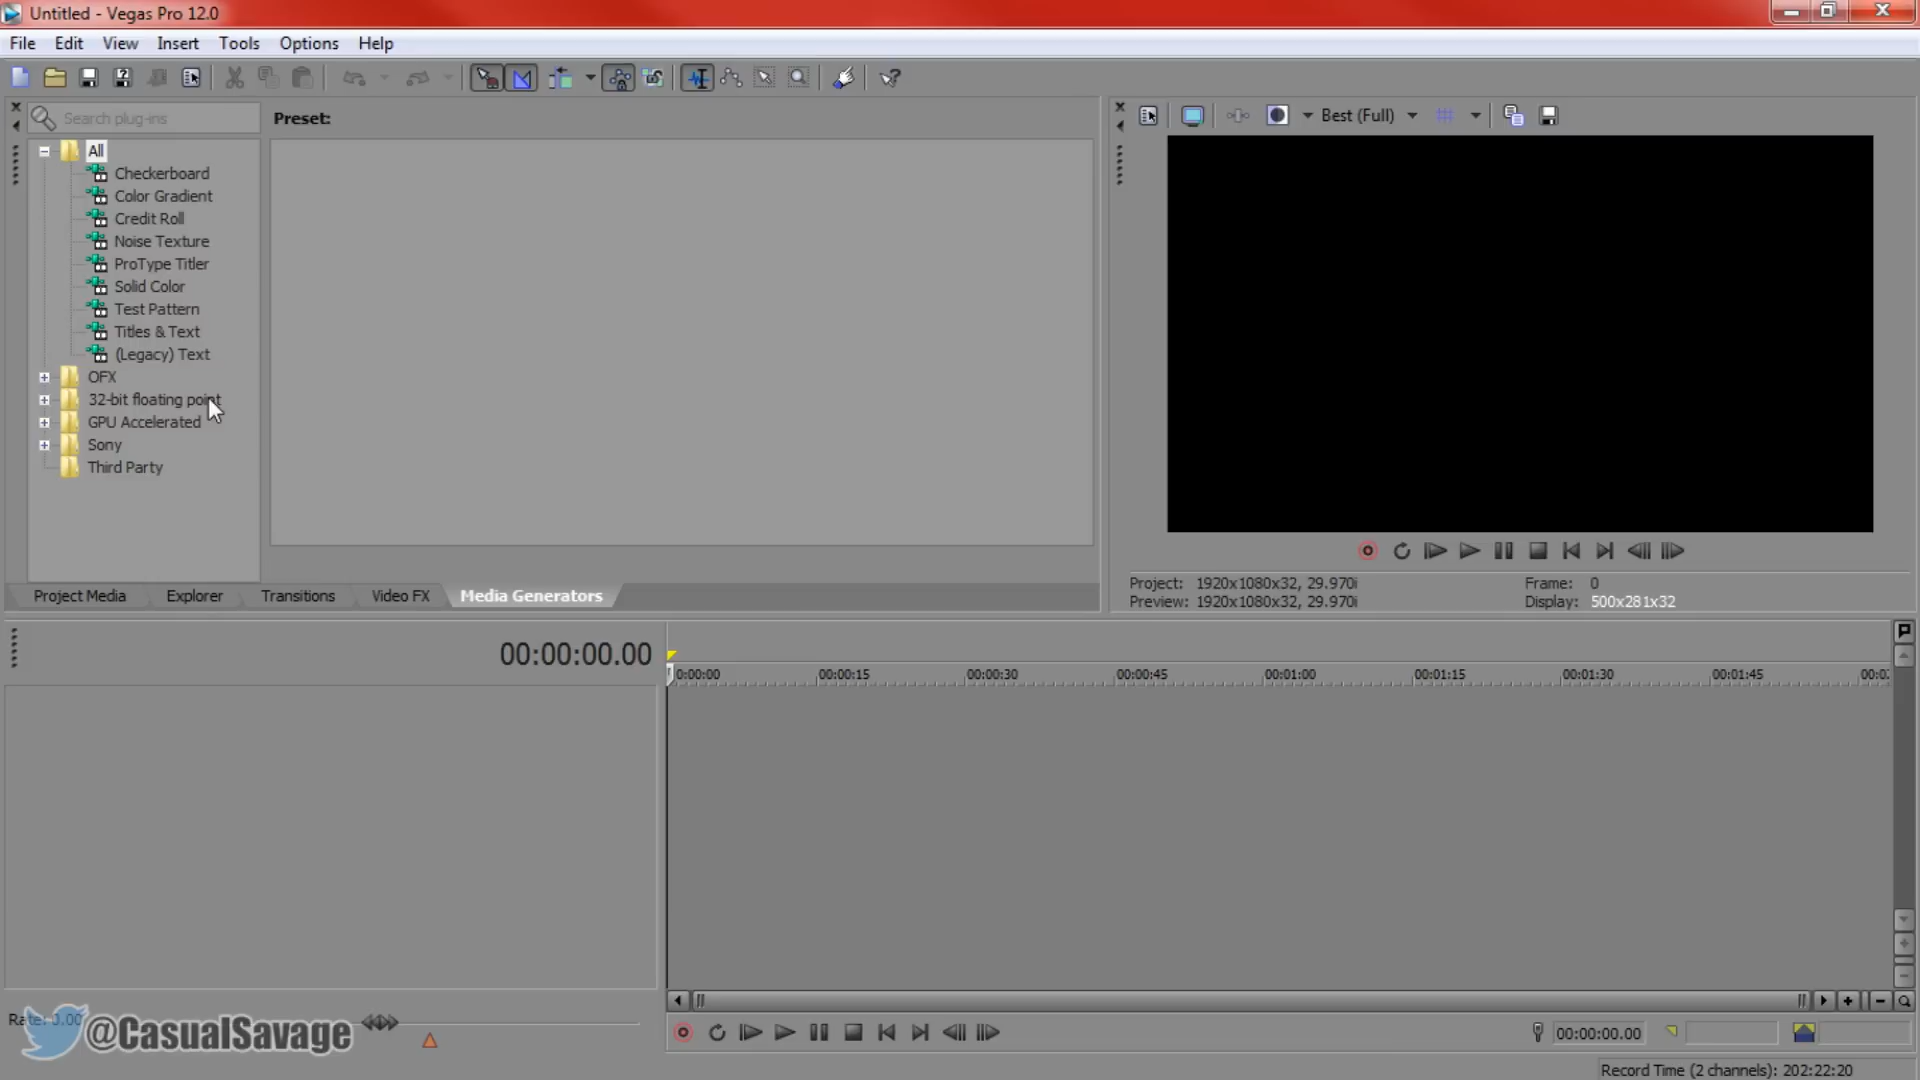 Untitled - Vegas Pro 12.0
File Edit View Insert Tools Options Help
Search plug-ins
Preset:
Best (Full)
All
Checkerboard
Color Gradient
Credit Roll
Noise Texture
ProType Titler
Solid Color
Test Pattern
Titles & Text
(Legacy) Text
OFX
32-bit floating point
GPU Accelerated
Sony
Third Party
Project Media Explorer Transitions Video FX Media Generators
Project: 1920x1080x32, 29.970i Frame: 0
Preview: 1920x1080x32, 29.970i Display: 500x281x32
00:00:00.00
0:00:00 00:00:15 00:00:30 00:00:45 00:01:00 00:01:15 00:01:30 00:01:45
Rate: 0.00
@CasualSavage
00:00:00.00
Record Time (2 channels): 202:22:20